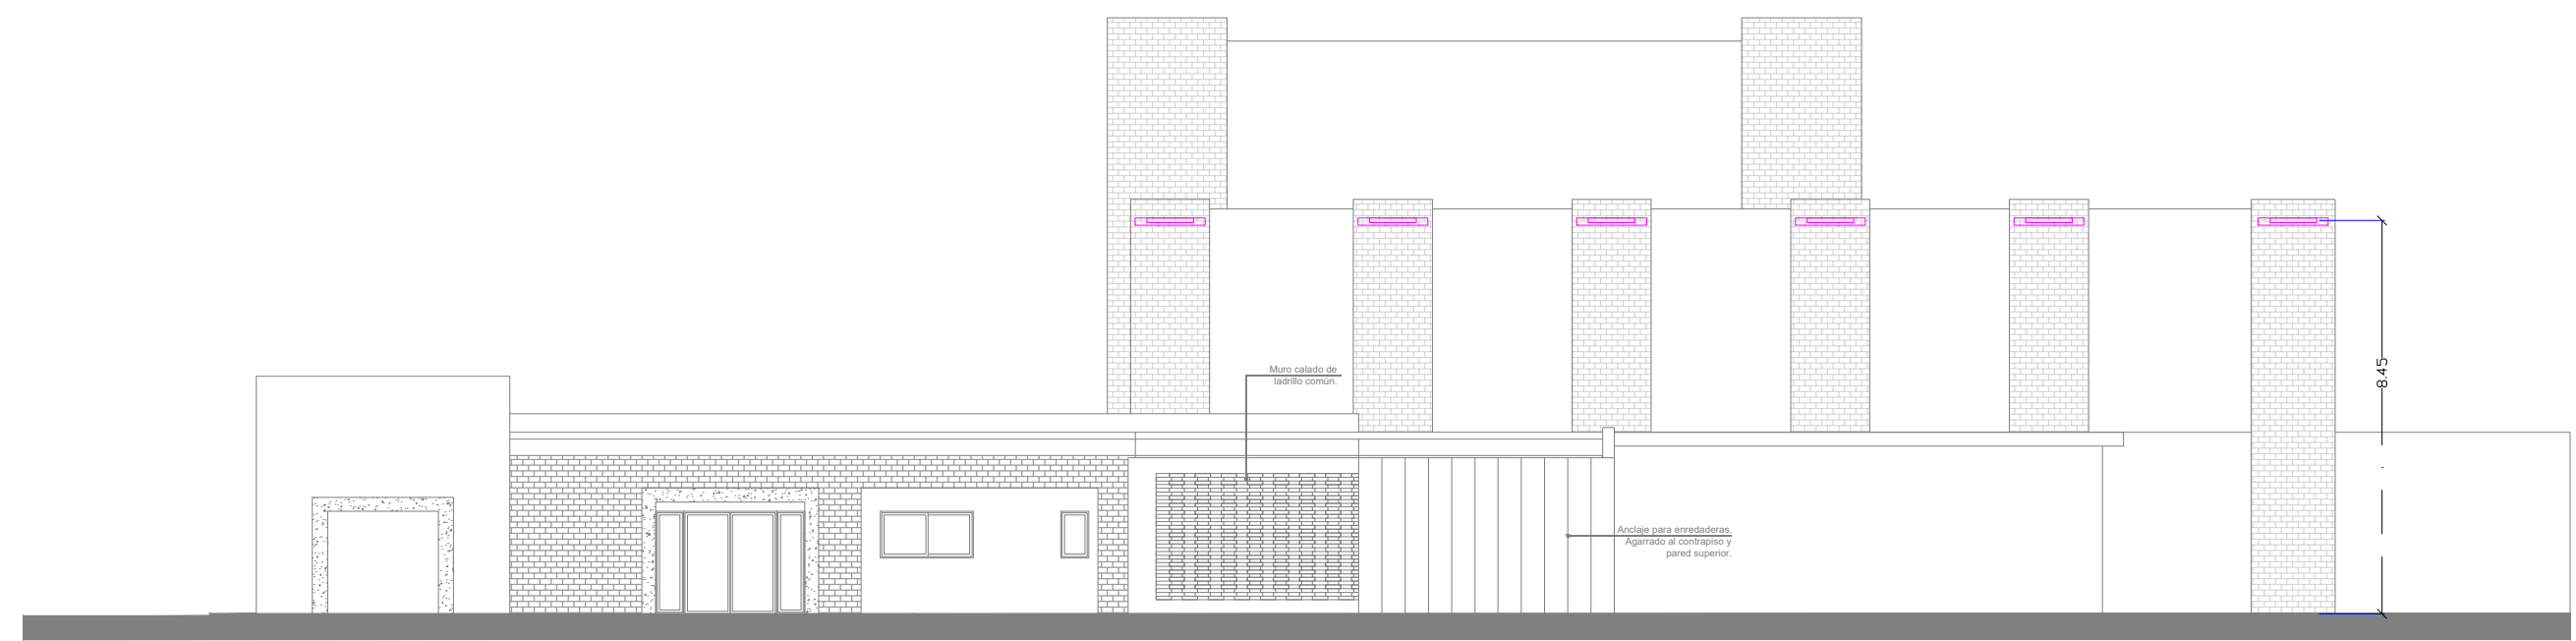 Muro calado de
ladrillo común.
8.45
Anclaje para enredaderas.
Agarrado al contrapiso y
pared superior.